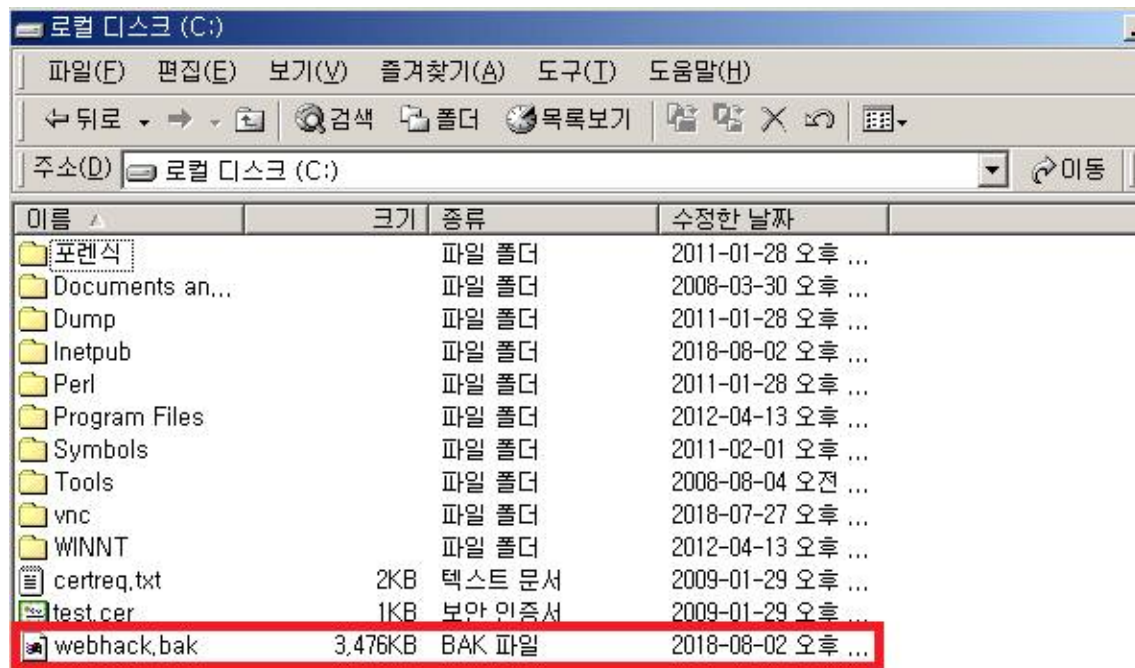 로컬 디스크 (C:)
파일(F) 편집(E) 보기(V) 즐겨찾기(A) 도구(T) 도움말(H)
뒤로 검색 폴더 목록보기
주소(D) 로컬 디스크 (C:) 이동
이름 크기 종류 수정한 날짜
포렌식 파일 폴더 2011-01-28 오후 ...
Documents an... 파일 폴더 2008-03-30 오후 ...
Dump 파일 폴더 2011-01-28 오후 ...
Inetpub 파일 폴더 2018-08-02 오후 ...
Perl 파일 폴더 2011-01-28 오후 ...
Program Files 파일 폴더 2012-04-13 오후 ...
Symbols 파일 폴더 2011-02-01 오후 ...
Tools 파일 폴더 2008-08-04 오전 ...
vnc 파일 폴더 2018-07-27 오후 ...
WINNT 파일 폴더 2012-04-13 오후 ...
certreq.txt 2KB 텍스트 문서 2009-01-29 오후 ...
test.cer 1KB 보안 인증서 2009-01-29 오후 ...
webhack.bak 3,476KB BAK 파일 2018-08-02 오후 ...